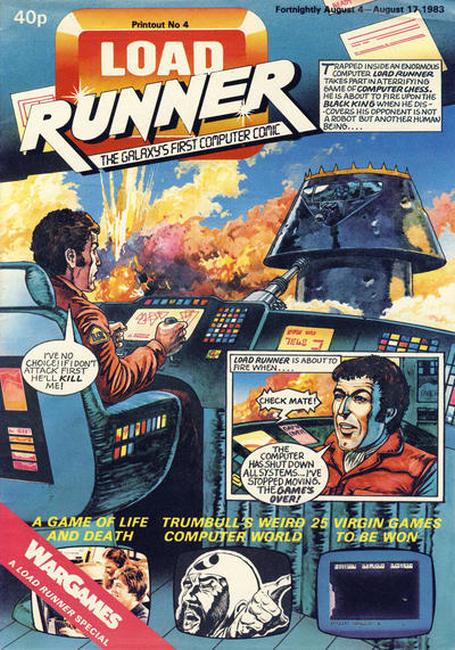 40p
Printout No 4
Fortnightly August 4 – August 17 1983
LOAD
RUNNER
THE GALAXY'S FIRST COMPUTER COMIC
TRAPPED INSIDE AN ENORMOUS
COMPUTER LOAD RUNNER
TAKES PART IN A TERRIFYING
GAME OF COMPUTER CHESS.
HE IS ABOUT TO FIRE UPON THE
BLACK KING WHEN HE DIS-
-COVERS HIS OPPONENT IS NOT
A ROBOT BUT ANOTHER HUMAN
BEING....
I'VE NO
CHOICE! IF I DON'T
ATTACK FIRST
HE'LL KILL
ME!
LOAD RUNNER IS ABOUT TO
FIRE WHEN....
CHECK MATE!
THE
COMPUTER
HAS SHUT DOWN
ALL SYSTEMS...I'VE
STOPPED MOVING.
THE GAME'S
OVER!
A GAME OF LIFE
AND DEATH
TRUMBULL'S WEIRD
COMPUTER WORLD
25 VIRGIN GAMES
TO BE WON
WARGAMES
A LOAD RUNNER SPECIAL